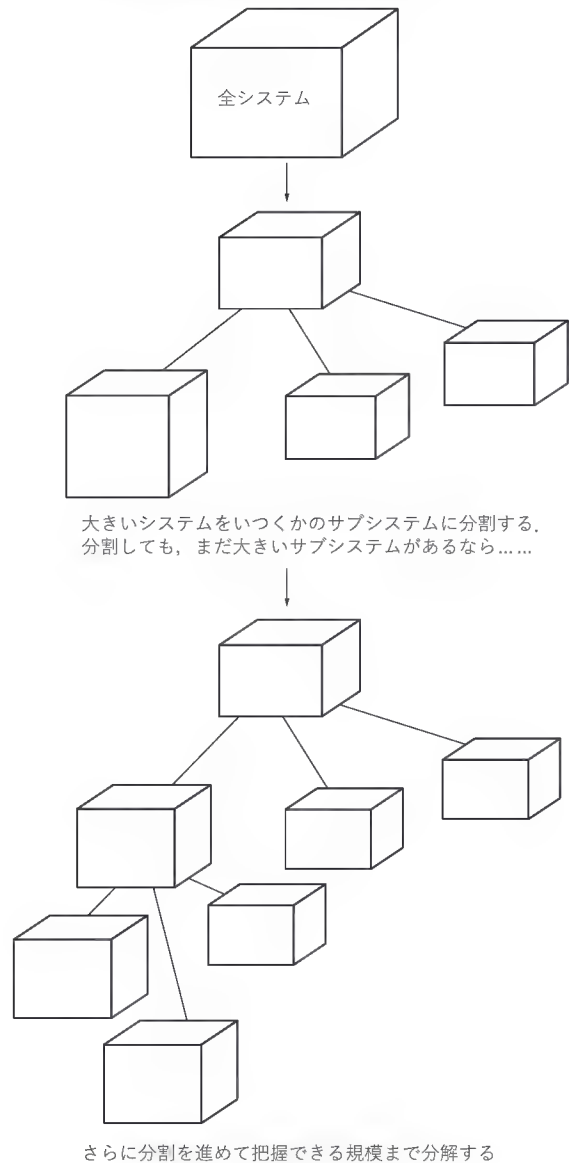 全システム
大きいシステムをいつくかのサブシステムに分割する.
分割しても，まだ大きいサブシステムがあるなら……
さらに分割を進めて把握できる規模まで分解する